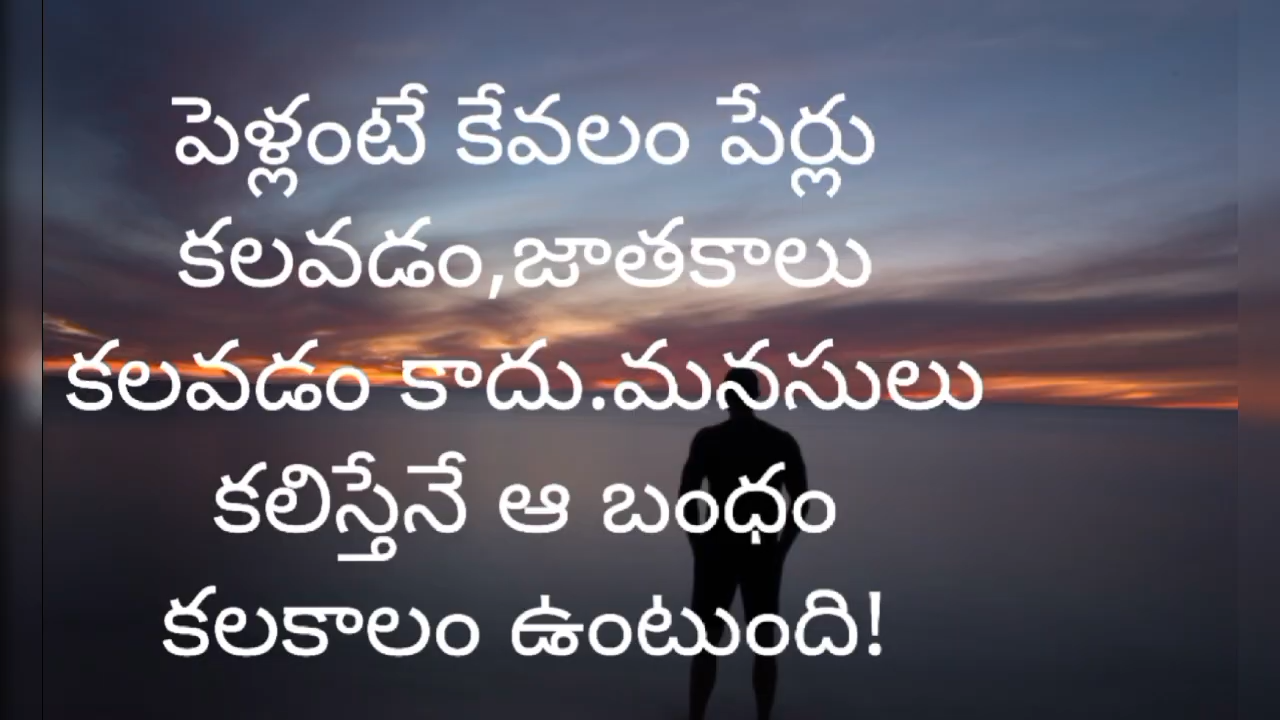 పెళ్లంటే కేవలం పేర్లు
కలవడం,జాతకాలు
కలవడం కాదు.మనసులు
కలిస్తేనే ఆ బంధం
కలకాలం ఉంటుంది!